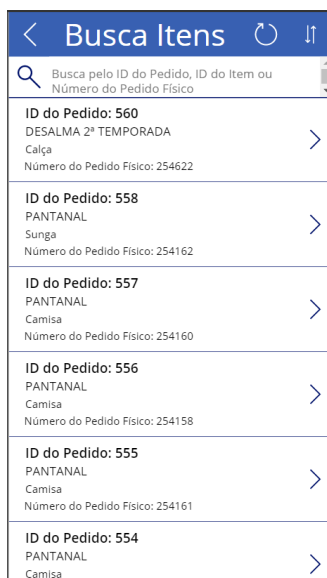 Busca Itens
Busca pelo ID do Pedido, ID do Item ou
Número do Pedido Físico
ID do Pedido: 560
DESALMA 2ª TEMPORADA
Calça
Número do Pedido Físico: 254622
ID do Pedido: 558
PANTANAL
Sunga
Número do Pedido Físico: 254162
ID do Pedido: 557
PANTANAL
Camisa
Número do Pedido Físico: 254160
ID do Pedido: 556
PANTANAL
Camisa
Número do Pedido Físico: 254158
ID do Pedido: 555
PANTANAL
Camisa
Número do Pedido Físico: 254161
ID do Pedido: 554
PANTANAL
Camisa